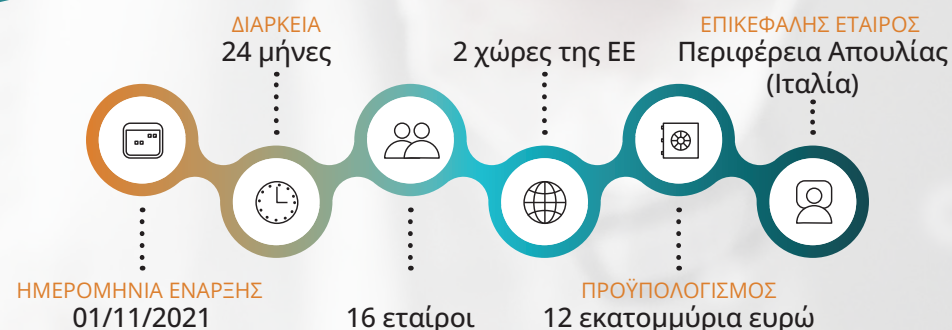 ΔΙΑΡΚΕΙΑ
24 μήνες
2 χώρες της ΕΕ
ΕΠΙΚΕΦΑΛΗΣ ΕΤΑΙΡΟΣ
Περιφέρεια Απουλίας
(Ιταλία)
ΗΜΕΡΟΜΗΝΙΑ ΕΝΑΡΞΗΣ
01/11/2021
16 εταίροι
ΠΡΟΫΠΟΛΟΓΙΣΜΟΣ
12 εκατομμύρια ευρώ